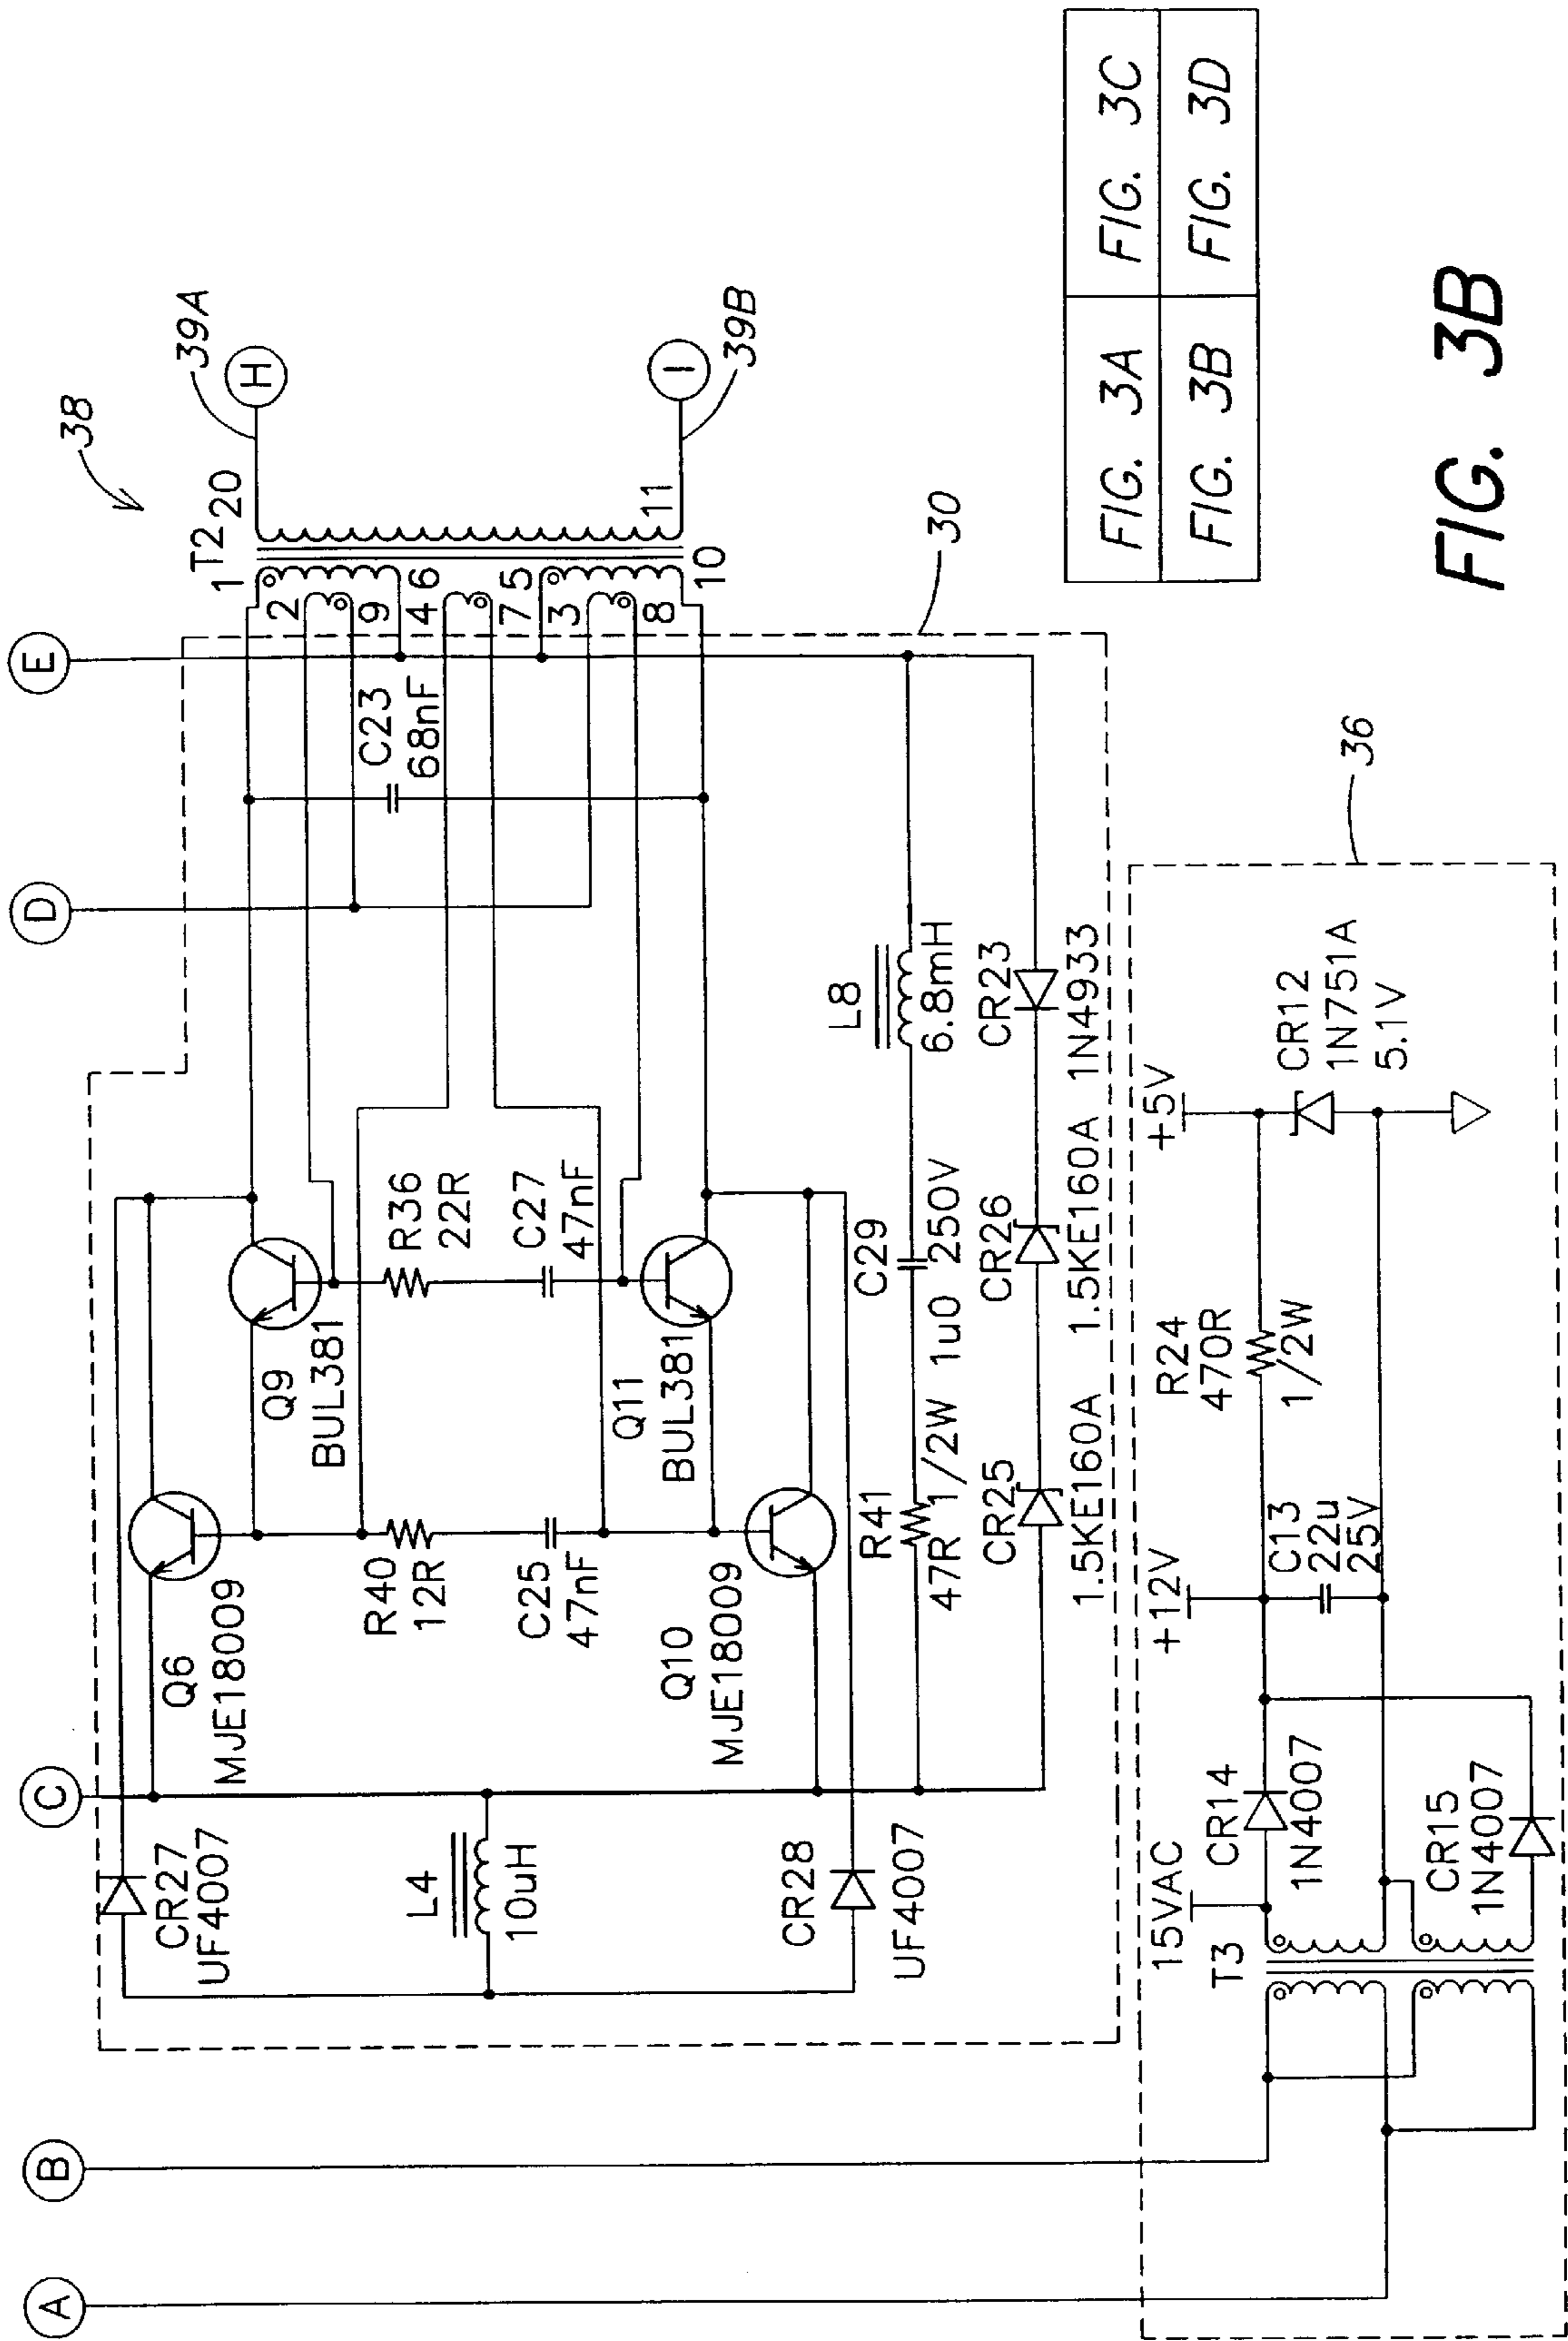 A
B
C
D
E
CR27
UF4007
L4
10uH
CR28
UF4007
Q6
MJE18009
R40
12R
C25
47nF
Q10
MJE18009
Q9
BUL381
R36
22R
C27
47nF
Q11
BUL381
C23
68nF
R41
47R 1/2W
C29
1u0 250V
L8
6.8mH
CR25
1.5KE160A
CR26
1.5KE160A
CR23
1N4933
30
1
T2
20
2
9
6
4
7
5
3
8
10
11
38
39A
H
39B
I
15VAC
T3
CR14
1N4007
CR15
1N4007
+12V
C13
22u
25V
R24
470R
1/2W
+5V
CR12
1N751A
5.1V
36
FIG. 3A FIG. 3C
FIG. 3B FIG. 3D
FIG. 3B